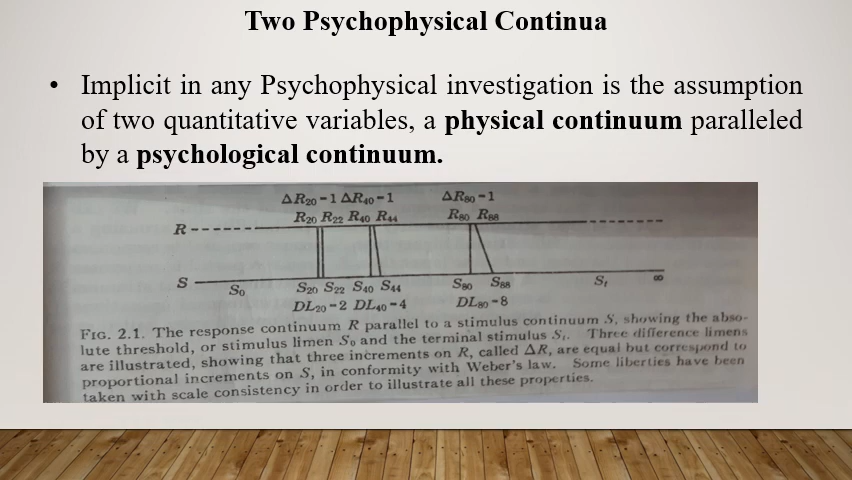 Two Psychophysical Continua
• Implicit in any Psychophysical investigation is the assumption
of two quantitative variables, a physical continuum paralleled
by a psychological continuum.
ΔR20 = 1 ΔR40 = 1 ΔR80 = 1
R20 R22 R40 R44 R80 R88
R
S
S0 S20 S22 S40 S44 S80 S88 St ∞
DL20 = 2 DL40 = 4 DL80 = 8
FIG. 2.1. The response continuum R parallel to a stimulus continuum S, showing the abso-
lute threshold, or stimulus limen S0 and the terminal stimulus St. Three difference limens
are illustrated, showing that three increments on R, called ΔR, are equal but correspond to
proportional increments on S, in conformity with Weber's law. Some liberties have been
taken with scale consistency in order to illustrate all these properties.